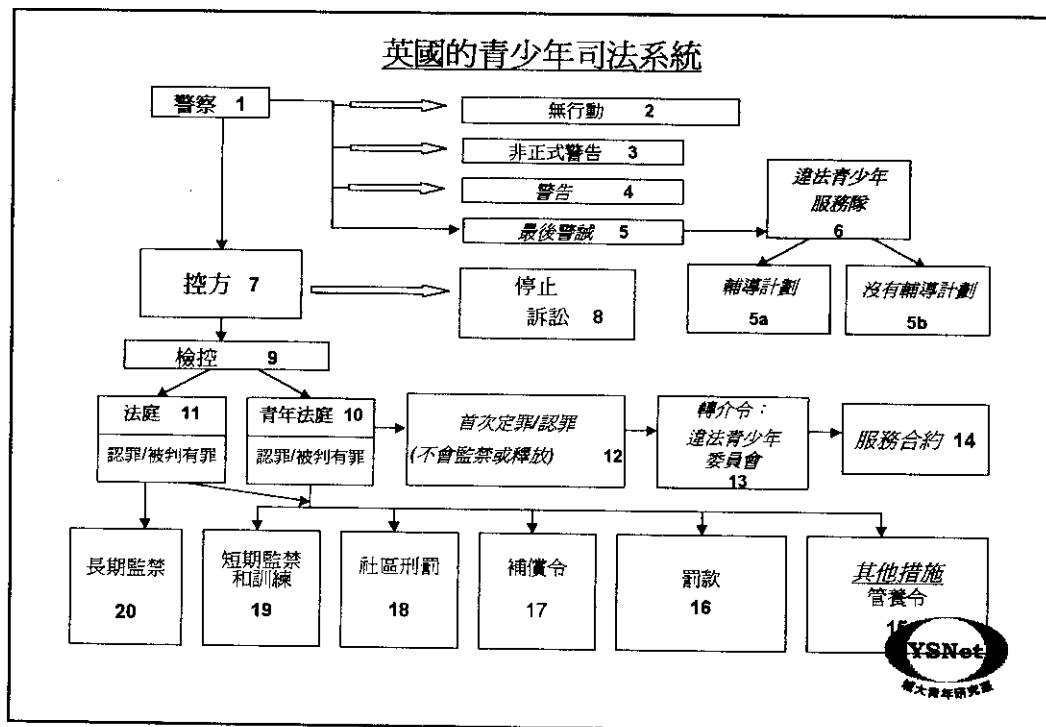 英國的青少年司法系統
警察 1
無行動 2
非正式警告 3
警告 4
最後警誡 5
違法青少年
服務隊
6
輔導計劃
5a
沒有輔導計劃
5b
控方 7
停止
訴訟 8
檢控 9
法庭 11
認罪/被判有罪
青年法庭 10
認罪/被判有罪
首次定罪/認罪
(不會監禁或釋放) 12
轉介令：
違法青少年
委員會
13
服務合約 14
長期監禁
20
短期監禁
和訓練
19
社區刑罰
18
補償令
17
罰款
16
其他措施
管養令
YSNet
城大青年研究室